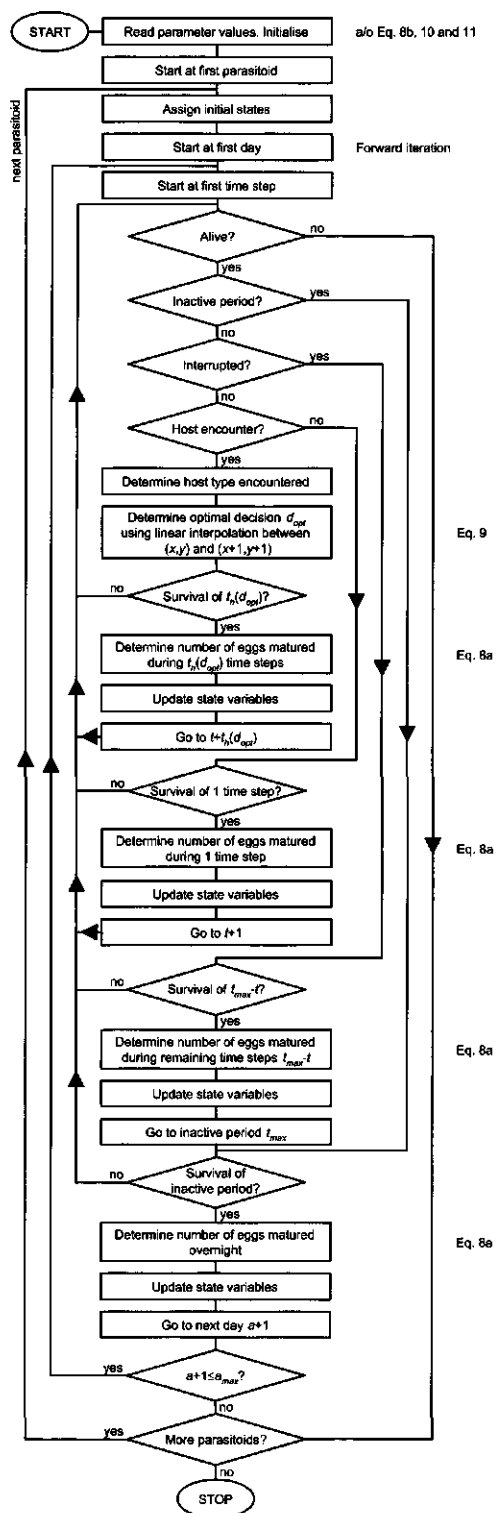 START
Read parameter values. Initialise
a/o Eq. 8b, 10 and 11
Start at first parasitoid
next parasitoid
Assign initial states
Start at first day
Forward iteration
Start at first time step
Alive?
no
yes
Inactive period?
yes
no
Interrupted?
yes
no
Host encounter?
no
yes
Determine host type encountered
Determine optimal decision d_opt
using linear interpolation between
(x,y) and (x+1,y+1)
Eq. 9
no
Survival of t_h(d_opt)?
yes
Determine number of eggs matured
during t_h(d_opt) time steps
Eq. 8a
Update state variables
Go to t+t_h(d_opt)
no
Survival of 1 time step?
yes
Determine number of eggs matured
during 1 time step
Eq. 8a
Update state variables
Go to t+1
no
Survival of t_max-t?
yes
Determine number of eggs matured
during remaining time steps t_max-t
Eq. 8a
Update state variables
Go to inactive period t_max
no
Survival of
inactive period?
yes
Determine number of eggs matured
overnight
Eq. 8a
Update state variables
Go to next day a+1
yes
a+1≤a_max?
no
yes
More parasitoids?
no
STOP